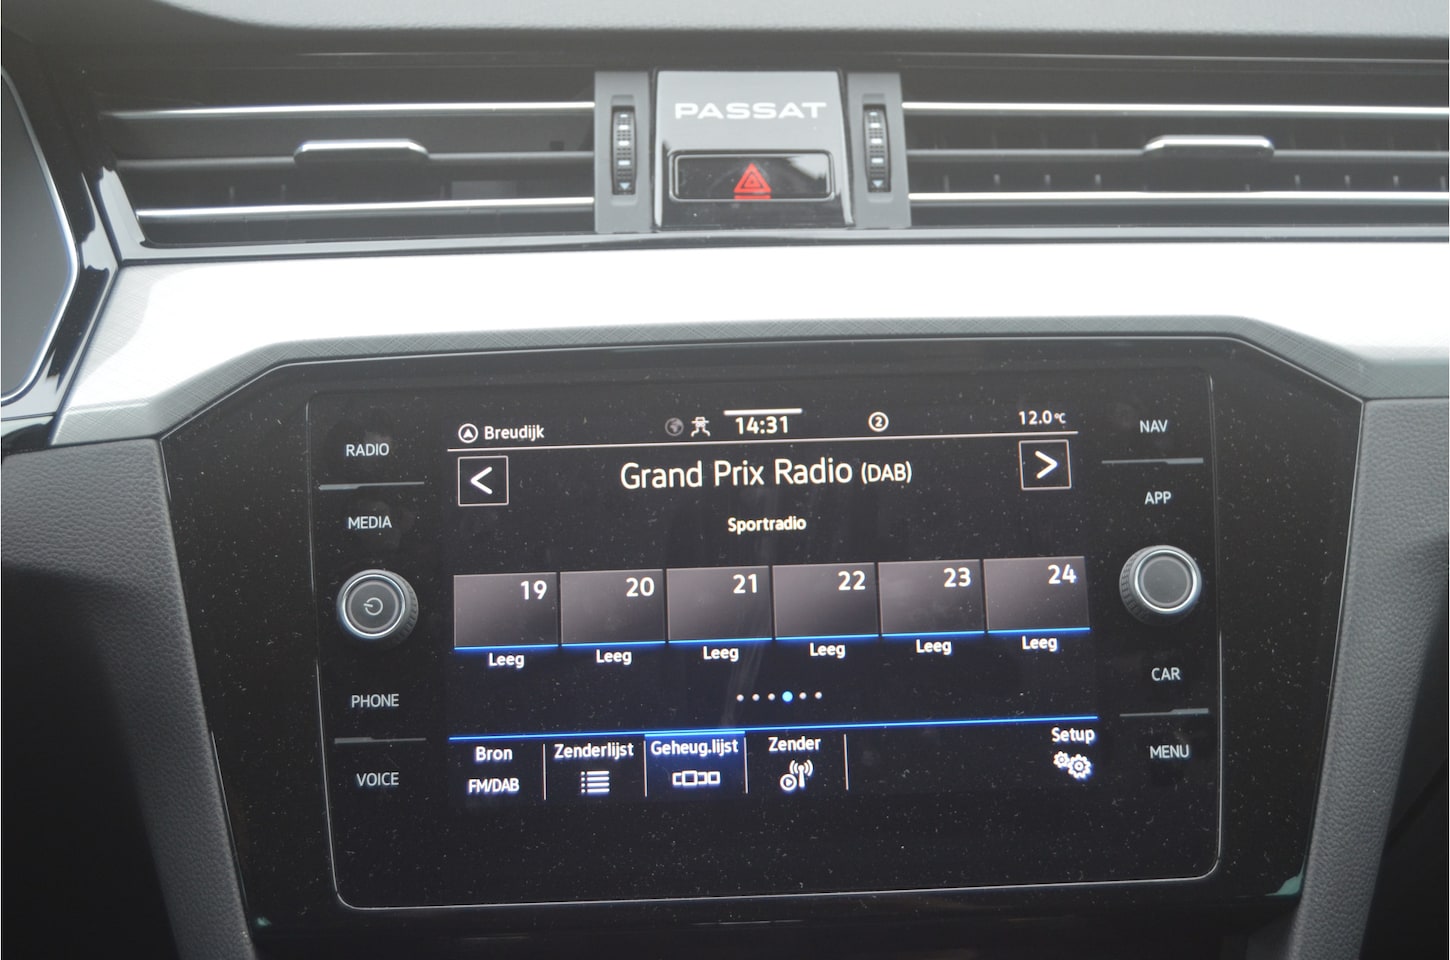 PASSAT
RADIO
MEDIA
PHONE
VOICE
Breudijk
14:31
2
12.0°C
< Grand Prix Radio (DAB) >
Sportradio
19 20 21 22 23 24
Leeg Leeg Leeg Leeg Leeg Leeg
Bron Zenderlijst Geheug.lijst Zender Setup
FM/DAB
NAV
APP
CAR
MENU